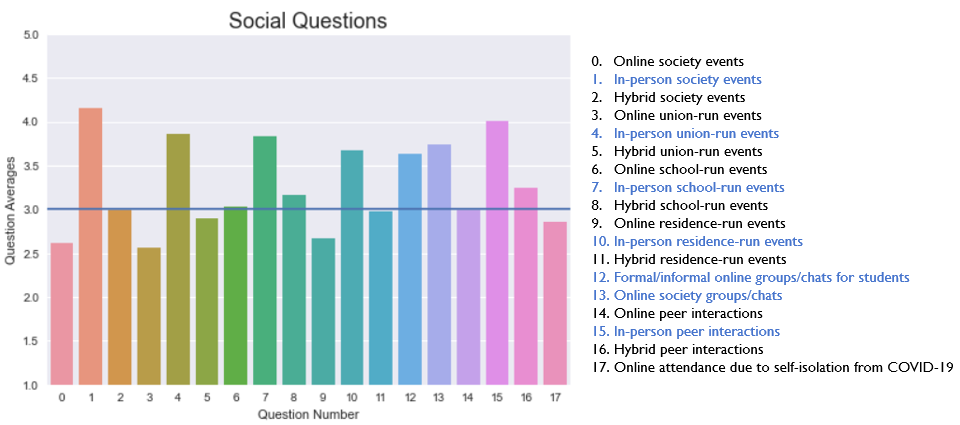 Social Questions
5.0
4.5
4.0
3.5
3.0
2.5
2.0
1.5
1.0
Question Averages
0 1 2 3 4 5 6 7 8 9 10 11 12 13 14 15 16 17
Question Number
0. Online society events
1. In-person society events
2. Hybrid society events
3. Online union-run events
4. In-person union-run events
5. Hybrid union-run events
6. Online school-run events
7. In-person school-run events
8. Hybrid school-run events
9. Online residence-run events
10. In-person residence-run events
11. Hybrid residence-run events
12. Formal/informal online groups/chats for students
13. Online society groups/chats
14. Online peer interactions
15. In-person peer interactions
16. Hybrid peer interactions
17. Online attendance due to self-isolation from COVID-19